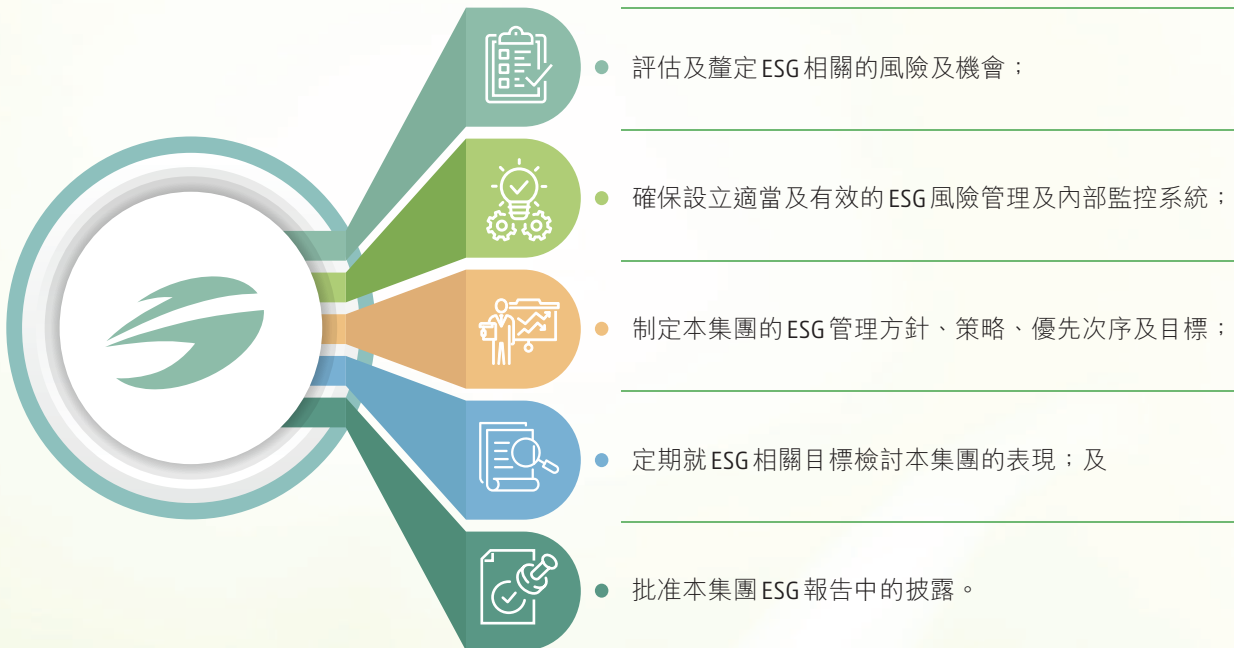 評估及釐定ESG相關的風險及機會；
確保設立適當及有效的ESG風險管理及內部監控系統；
制定本集團的ESG管理方針、策略、優先次序及目標；
定期就ESG相關目標檢討本集團的表現；及
批准本集團ESG報告中的披露。